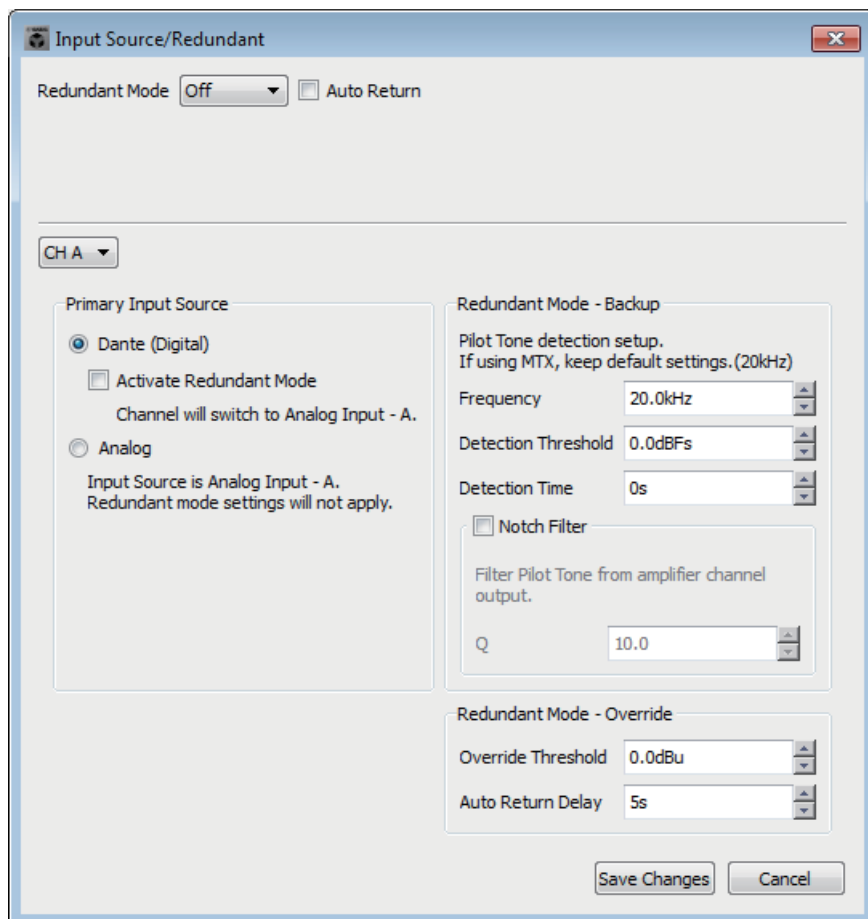 Input Source/Redundant
Redundant Mode Off Auto Return
CH A
Primary Input Source
Dante (Digital)
Activate Redundant Mode
Channel will switch to Analog Input - A.
Analog
Input Source is Analog Input - A.
Redundant mode settings will not apply.
Redundant Mode - Backup
Pilot Tone detection setup.
If using MTX, keep default settings.(20kHz)
Frequency 20.0kHz
Detection Threshold 0.0dBFs
Detection Time 0s
Notch Filter
Filter Pilot Tone from amplifier channel
output.
Q 10.0
Redundant Mode - Override
Override Threshold 0.0dBu
Auto Return Delay 5s
Save Changes Cancel